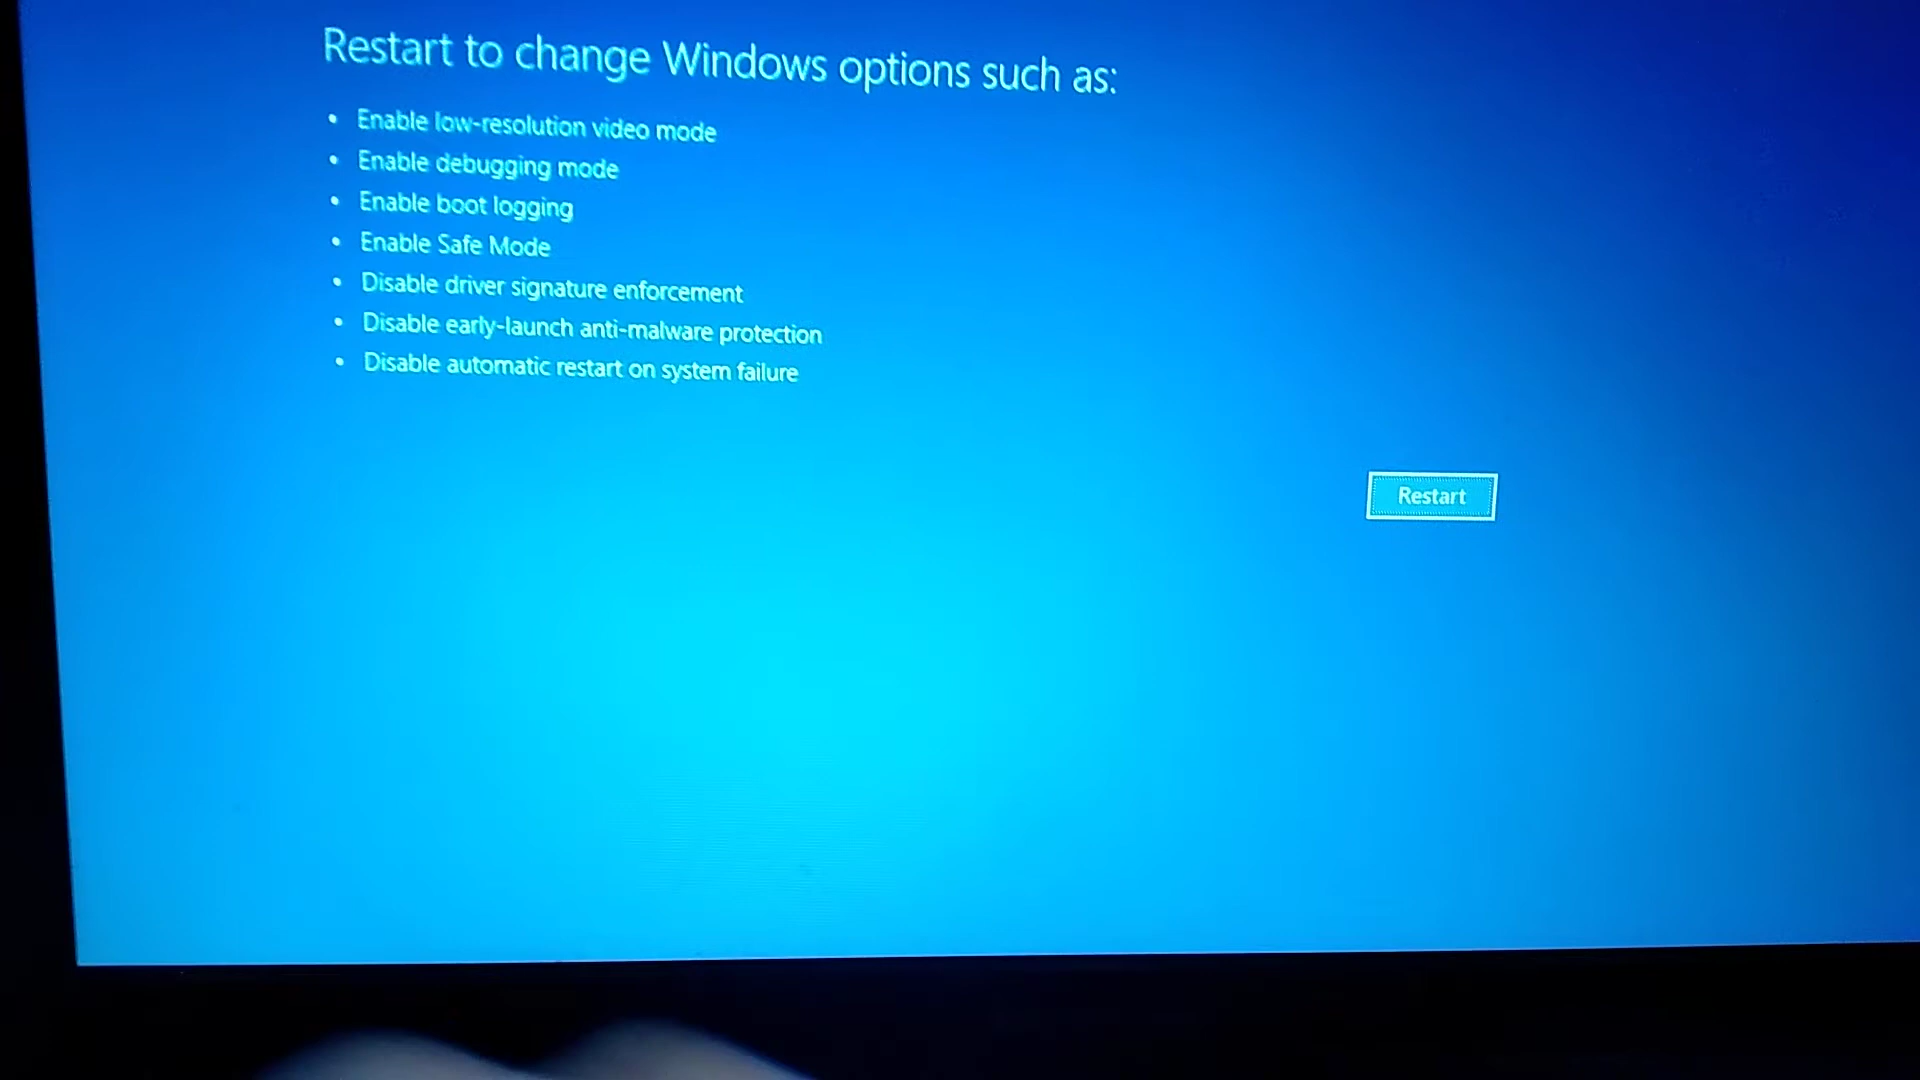 Restart to change Windows options such as:
• Enable low-resolution video mode
• Enable debugging mode
• Enable boot logging
• Enable Safe Mode
• Disable driver signature enforcement
• Disable early-launch anti-malware protection
• Disable automatic restart on system failure
Restart